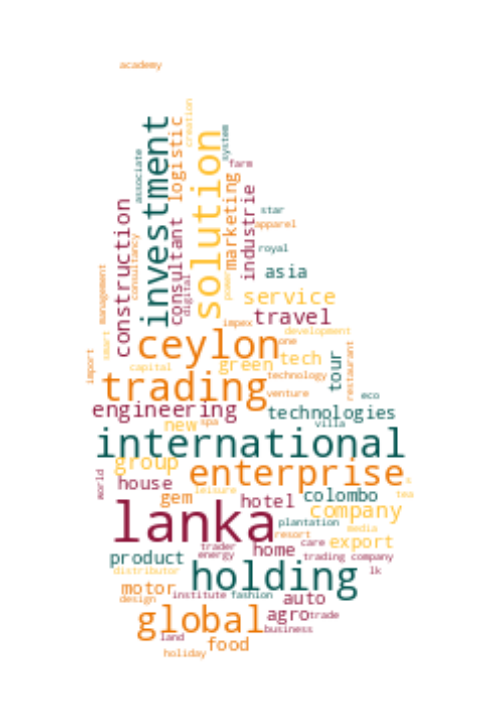 academy
creation
investment
logistic
solution
system
associate
farm
marketing
industrie
construction
consultant
star
apparel
royal
consultancy
management
digital
power
asia
service
travel
impex
development
smart
import
ceylon
one
tech
green
capital
tour
restaurant
technology
trading
venture
eco
engineering
technologies
new
spa
villa
international
group
enterprise
world
house
gem
leisure
hotel
colombo
s
tea
company
lanka
plantation
media
resort
care
export
trader
home
energy
trading company
product
distributor
holding
lk
motor
design
institute
fashion
auto
global
agro
trade
business
land
food
holiday